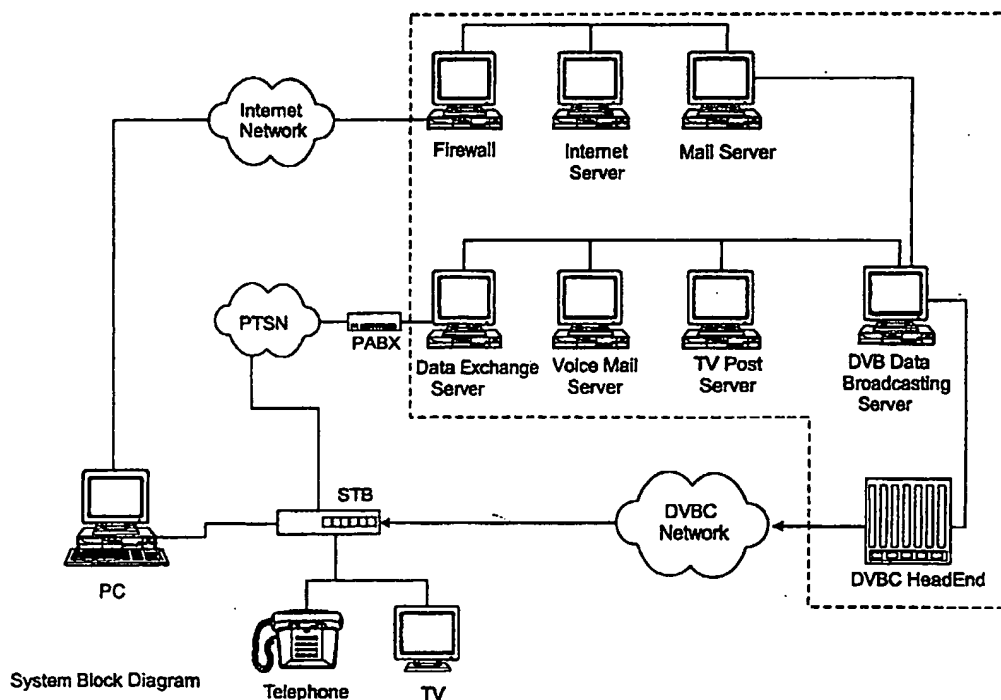 Internet
Network
Firewall
Internet
Server
Mail Server
PTSN
PABX
Data Exchange
Server
Voice Mail
Server
TV Post
Server
DVB Data
Broadcasting
Server
STB
DVBC
Network
PC
DVBC HeadEnd
System Block Diagram
Telephone
TV